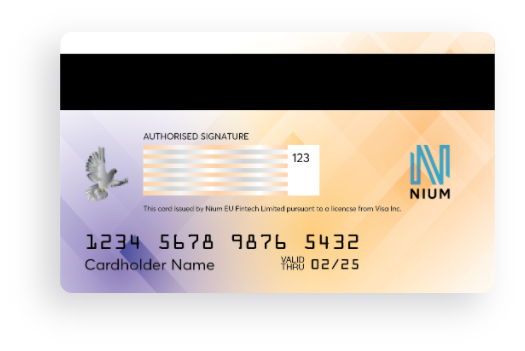 AUTHORISED SIGNATURE
123
NIUM
This card issued by Nium EU Fintech Limited pursuant to a licencse from Visa Inc.
1234 5678 9876 5432
Cardholder Name
VALID THRU 02/25